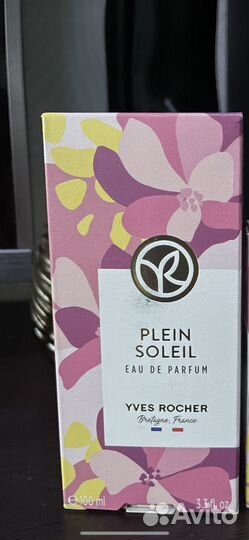 PLEIN
SOLEIL
EAU DE PARFUM
YVES ROCHER
Bretagne, France
℮ 100 ml
3.3 fl. oz
Avito